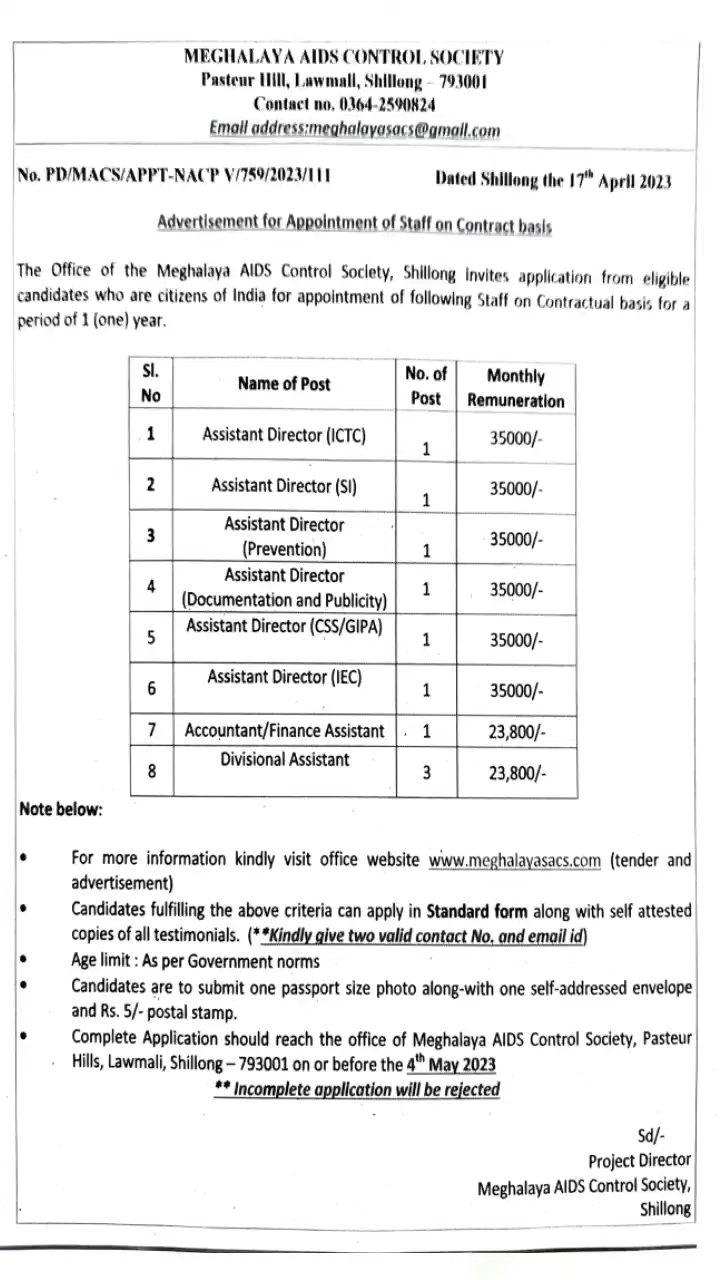 MEGHALAYA AIDS CONTROL SOCIETY
Pasteur Hill, Lawmali, Shillong – 793001
Contact no. 0364-2590824
Email address:meghalayasacs@gmail.com
No. PD/MACS/APPT-NACP V/759/2023/111
Dated Shillong the 17th April 2023
Advertisement for Appointment of Staff on Contract basis
The Office of the Meghalaya AIDS Control Society, Shillong invites application from eligible
candidates who are citizens of India for appointment of following Staff on Contractual basis for a
period of 1 (one) year.
Sl. No Name of Post No. of Post Monthly Remuneration
1 Assistant Director (ICTC) 1 35000/-
2 Assistant Director (SI) 1 35000/-
3 Assistant Director (Prevention) 1 35000/-
4 Assistant Director (Documentation and Publicity) 1 35000/-
5 Assistant Director (CSS/GIPA) 1 35000/-
6 Assistant Director (IEC) 1 35000/-
7 Accountant/Finance Assistant 1 23,800/-
8 Divisional Assistant 3 23,800/-
Note below:
• For more information kindly visit office website www.meghalayasacs.com (tender and
advertisement)
• Candidates fulfilling the above criteria can apply in Standard form along with self attested
copies of all testimonials. (**Kindly give two valid contact No. and email id)
• Age limit : As per Government norms
• Candidates are to submit one passport size photo along-with one self-addressed envelope
and Rs. 5/- postal stamp.
• Complete Application should reach the office of Meghalaya AIDS Control Society, Pasteur
Hills, Lawmali, Shillong – 793001 on or before the 4th May 2023
** Incomplete application will be rejected
Sd/-
Project Director
Meghalaya AIDS Control Society,
Shillong